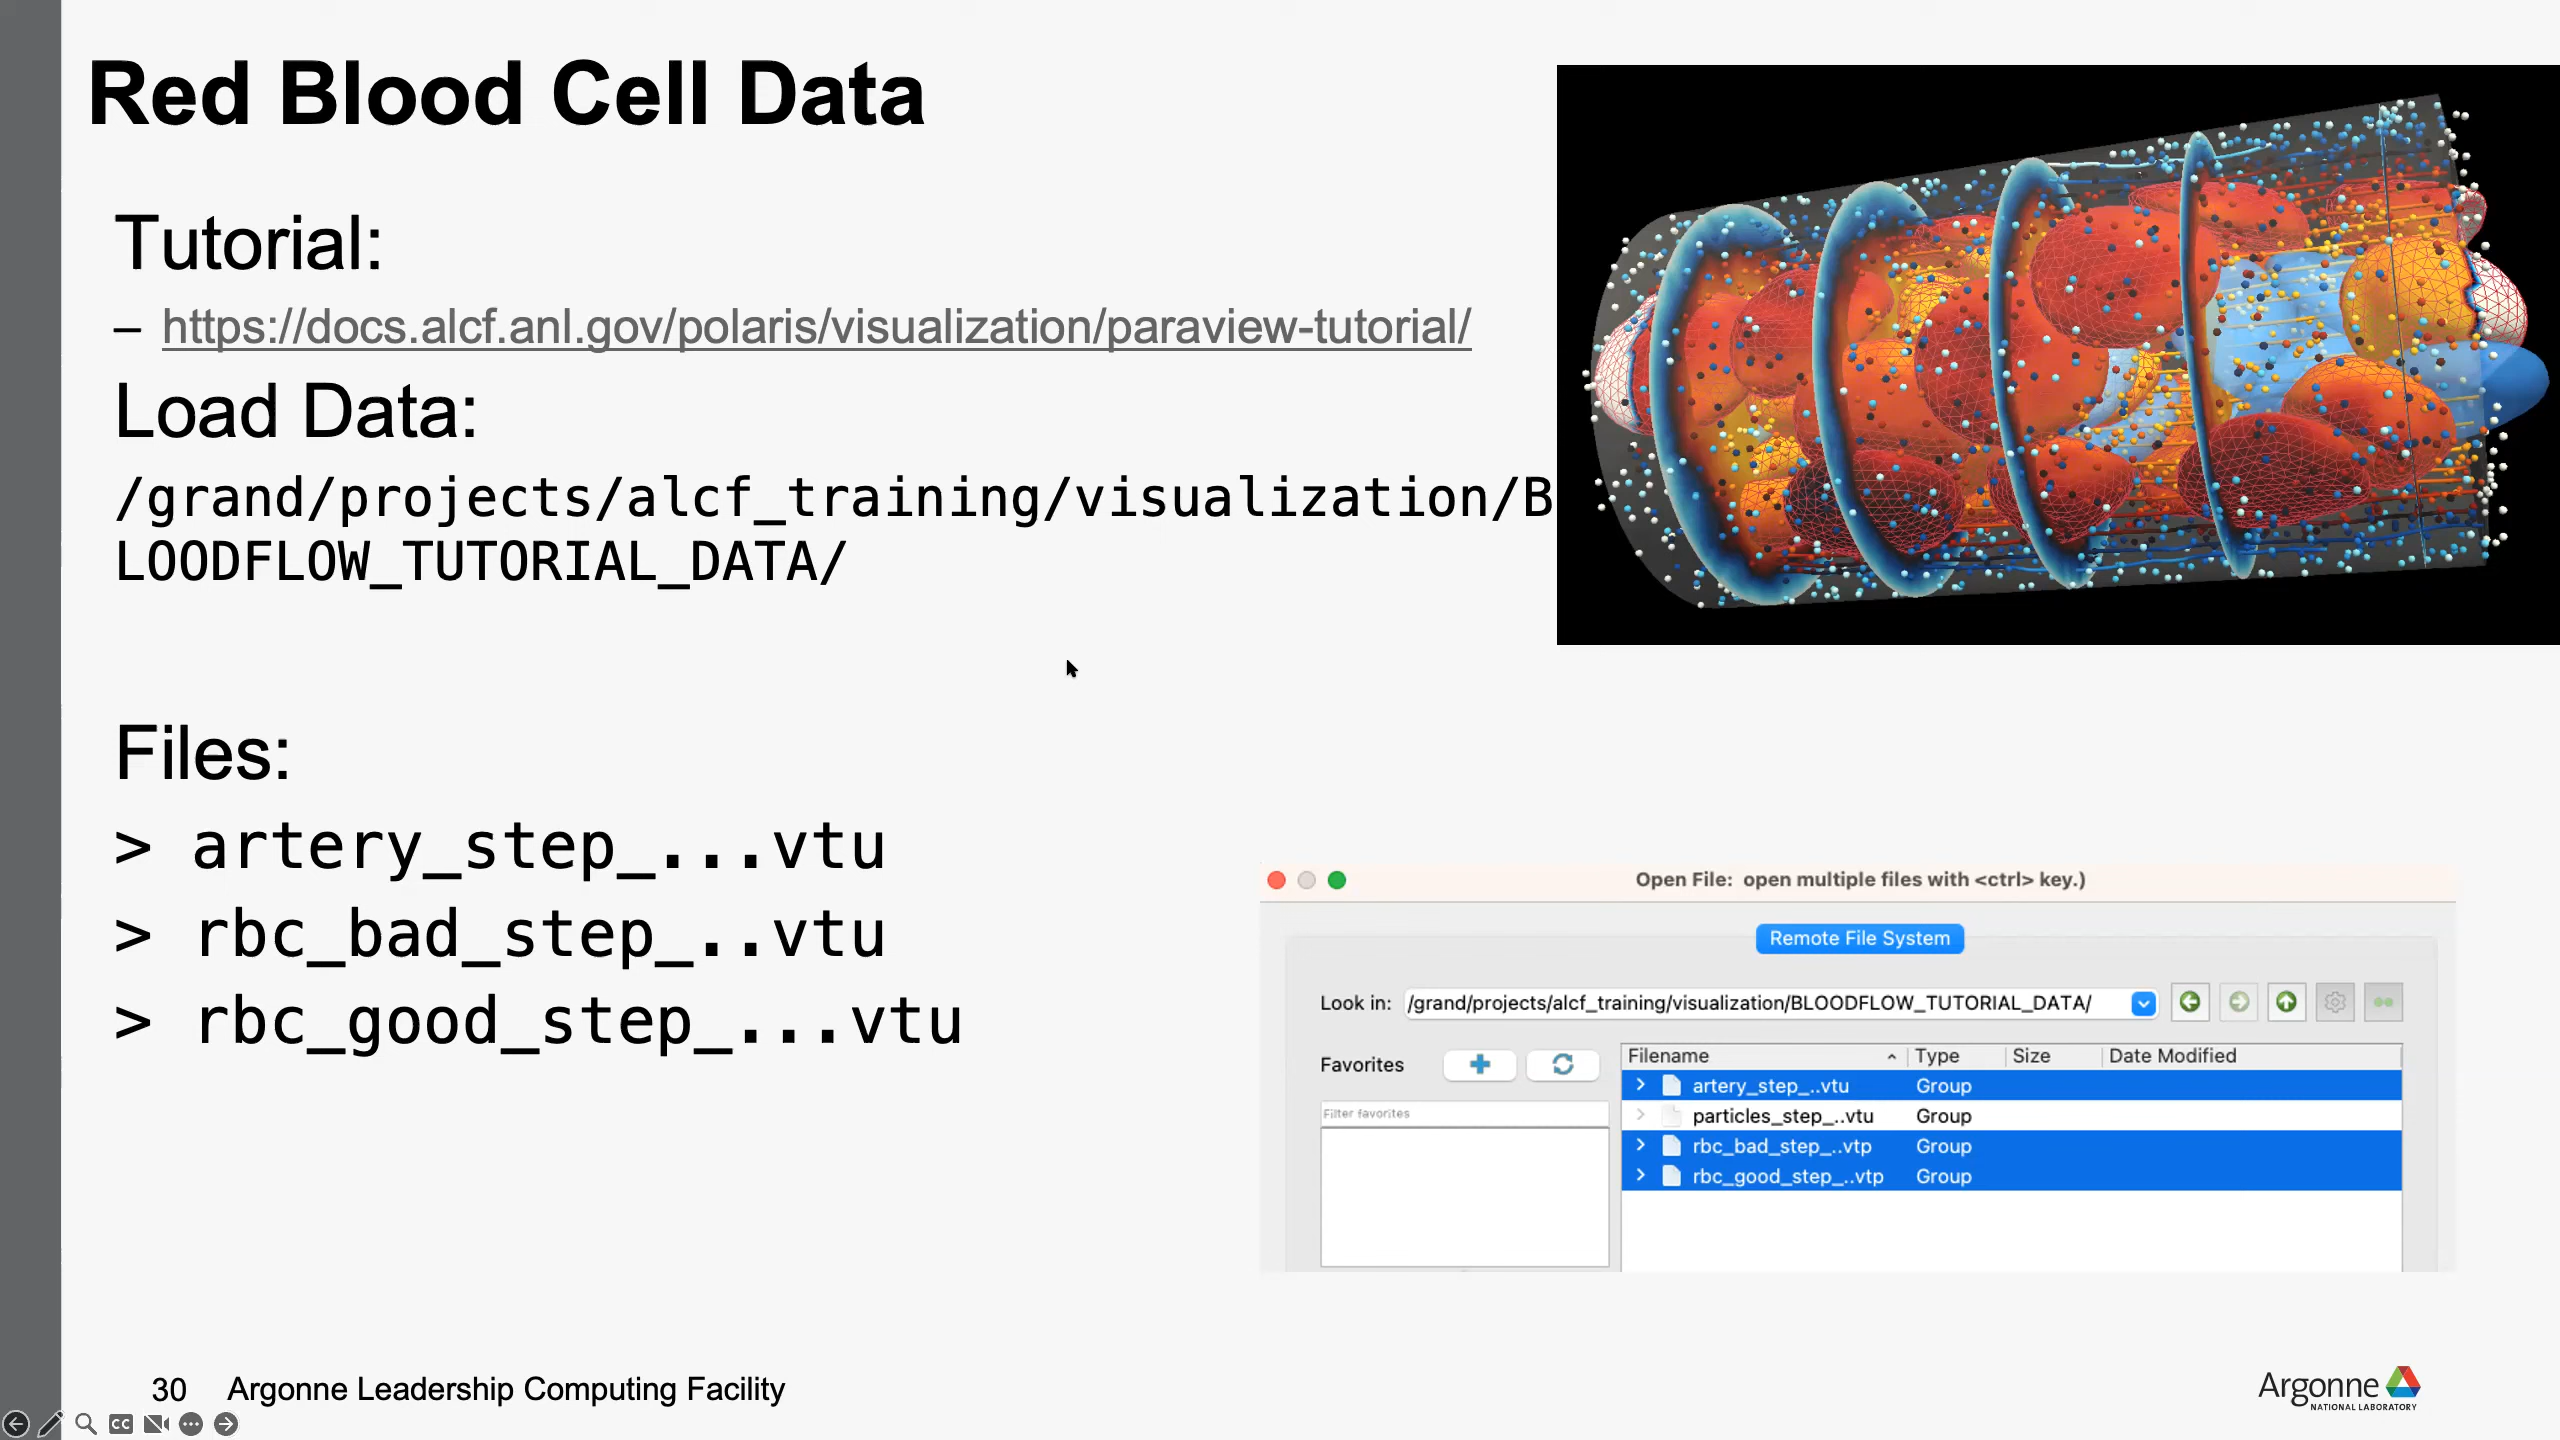 Red Blood Cell Data
Tutorial:
– https://docs.alcf.anl.gov/polaris/visualization/paraview-tutorial/
Load Data:
/grand/projects/alcf_training/visualization/B
LOODFLOW_TUTORIAL_DATA/
Files:
> artery_step_...vtu
> rbc_bad_step_..vtu
> rbc_good_step_...vtu
Open File: open multiple files with <ctrl> key.)
Remote File System
Look in: /grand/projects/alcf_training/visualization/BLOODFLOW_TUTORIAL_DATA/
Favorites
Filter favorites
Filename Type Size Date Modified
artery_step_..vtu Group
particles_step_..vtu Group
rbc_bad_step_..vtp Group
rbc_good_step_..vtp Group
30 Argonne Leadership Computing Facility
Argonne
NATIONAL LABORATORY
CC